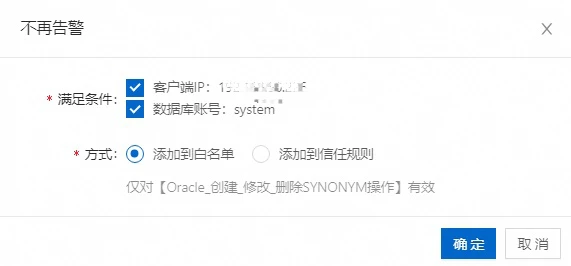 不再告警
* 满足条件： 客户端IP：
数据库账号：system
* 方式： 添加到白名单 添加到信任规则
仅对【Oracle_创建_修改_删除SYNONYM操作】有效
确定 取消